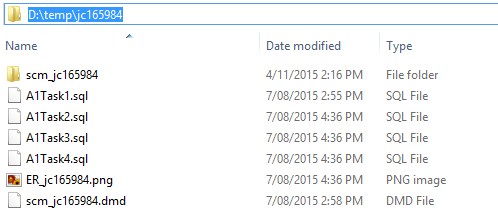 D:\temp\jc165984
Name Date modified Type
scm_jc165984 4/11/2015 2:16 PM File folder
A1Task1.sql 7/08/2015 2:55 PM SQL File
A1Task2.sql 7/08/2015 4:36 PM SQL File
A1Task3.sql 7/08/2015 4:36 PM SQL File
A1Task4.sql 7/08/2015 4:36 PM SQL File
ER_jc165984.png 7/08/2015 4:36 PM PNG image
scm_jc165984.dmd 7/08/2015 2:58 PM DMD File